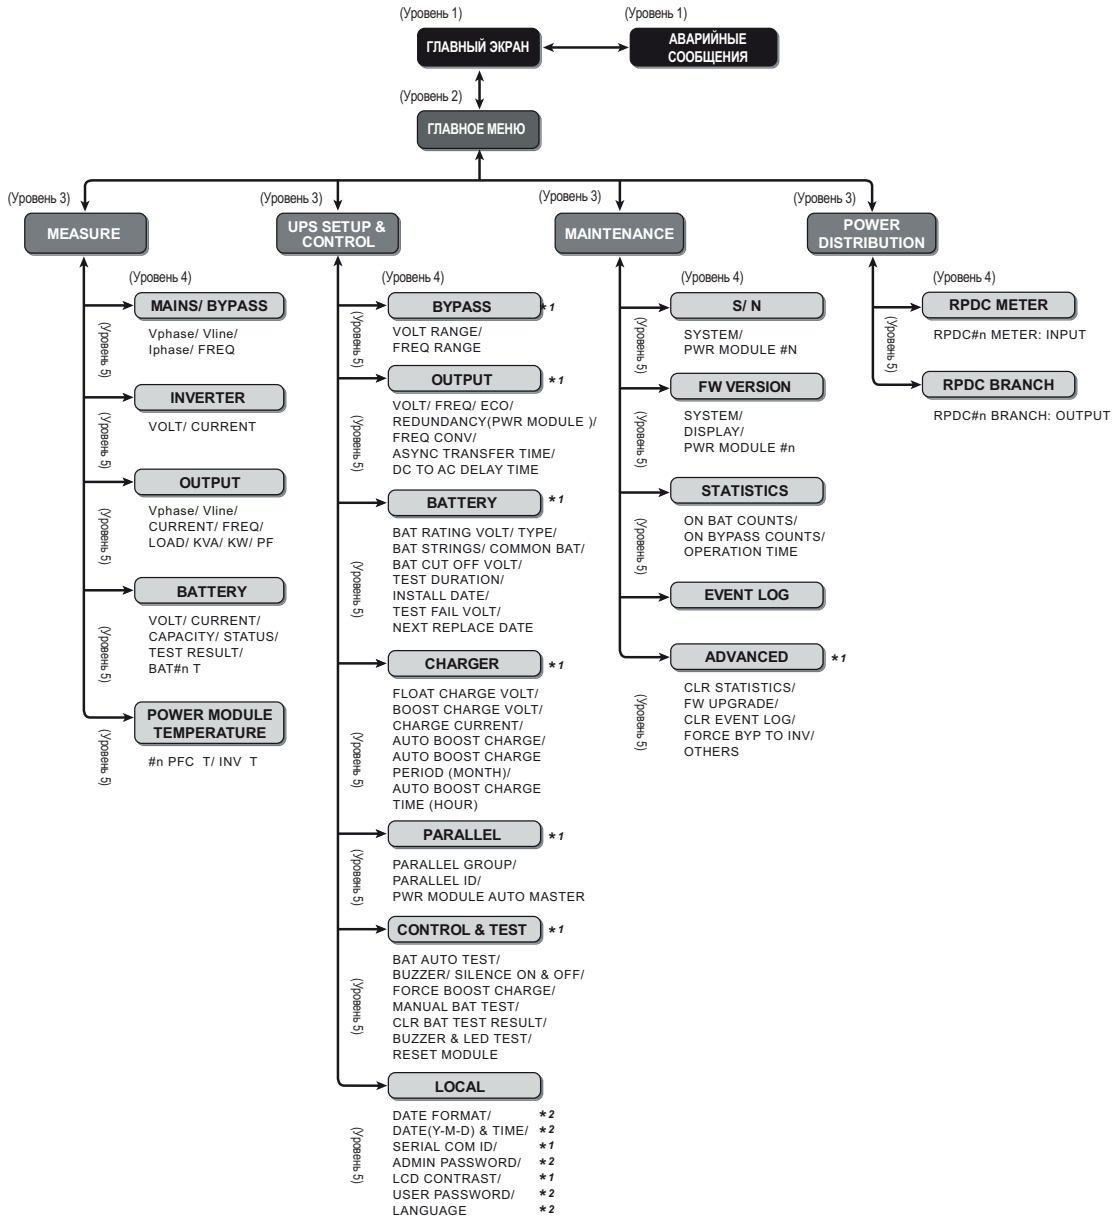 (Уровень 1)
ГЛАВНЫЙ ЭКРАН
(Уровень 1)
АВАРИЙНЫЕ
СООБЩЕНИЯ
(Уровень 2)
ГЛАВНОЕ МЕНЮ
(Уровень 3)
MEASURE
(Уровень 4)
MAINS/ BYPASS
(Уровень 5)
Vphase/ Vline/
Iphase/ FREQ
INVERTER
(Уровень 5)
VOLT/ CURRENT
OUTPUT
(Уровень 5)
Vphase/ Vline/
CURRENT/ FREQ/
LOAD/ KVA/ KW/ PF
BATTERY
(Уровень 5)
VOLT/ CURRENT/
CAPACITY/ STATUS/
TEST RESULT/
BAT#n T
POWER MODULE
TEMPERATURE
(Уровень 5)
#n PFC T/ INV T
(Уровень 3)
UPS SETUP &
CONTROL
(Уровень 4)
BYPASS *1
(Уровень 5)
VOLT RANGE/
FREQ RANGE
OUTPUT *1
(Уровень 5)
VOLT/ FREQ/ ECO/
REDUNDANCY(PWR MODULE )/
FREQ CONV/
ASYNC TRANSFER TIME/
DC TO AC DELAY TIME
BATTERY *1
(Уровень 5)
BAT RATING VOLT/ TYPE/
BAT STRINGS/ COMMON BAT/
BAT CUT OFF VOLT/
TEST DURATION/
INSTALL DATE/
TEST FAIL VOLT/
NEXT REPLACE DATE
CHARGER *1
(Уровень 5)
FLOAT CHARGE VOLT/
BOOST CHARGE VOLT/
CHARGE CURRENT/
AUTO BOOST CHARGE/
AUTO BOOST CHARGE
PERIOD (MONTH)/
AUTO BOOST CHARGE
TIME (HOUR)
PARALLEL *1
(Уровень 5)
PARALLEL GROUP/
PARALLEL ID/
PWR MODULE AUTO MASTER
CONTROL & TEST *1
(Уровень 5)
BAT AUTO TEST/
BUZZER/ SILENCE ON & OFF/
FORCE BOOST CHARGE/
MANUAL BAT TEST/
CLR BAT TEST RESULT/
BUZZER & LED TEST/
RESET MODULE
LOCAL
(Уровень 5)
DATE FORMAT/ *2
DATE(Y-M-D) & TIME/ *2
SERIAL COM ID/ *1
ADMIN PASSWORD/ *2
LCD CONTRAST/ *1
USER PASSWORD/ *2
LANGUAGE *2
(Уровень 3)
MAINTENANCE
(Уровень 4)
S/ N
(Уровень 5)
SYSTEM/
PWR MODULE #N
FW VERSION
(Уровень 5)
SYSTEM/
DISPLAY/
PWR MODULE #n
STATISTICS
(Уровень 5)
ON BAT COUNTS/
ON BYPASS COUNTS/
OPERATION TIME
EVENT LOG
ADVANCED *1
(Уровень 5)
CLR STATISTICS/
FW UPGRADE/
CLR EVENT LOG/
FORCE BYP TO INV/
OTHERS
(Уровень 3)
POWER
DISTRIBUTION
(Уровень 4)
RPDC METER
(Уровень 5)
RPDC#n METER: INPUT
RPDC BRANCH
RPDC#n BRANCH: OUTPUT